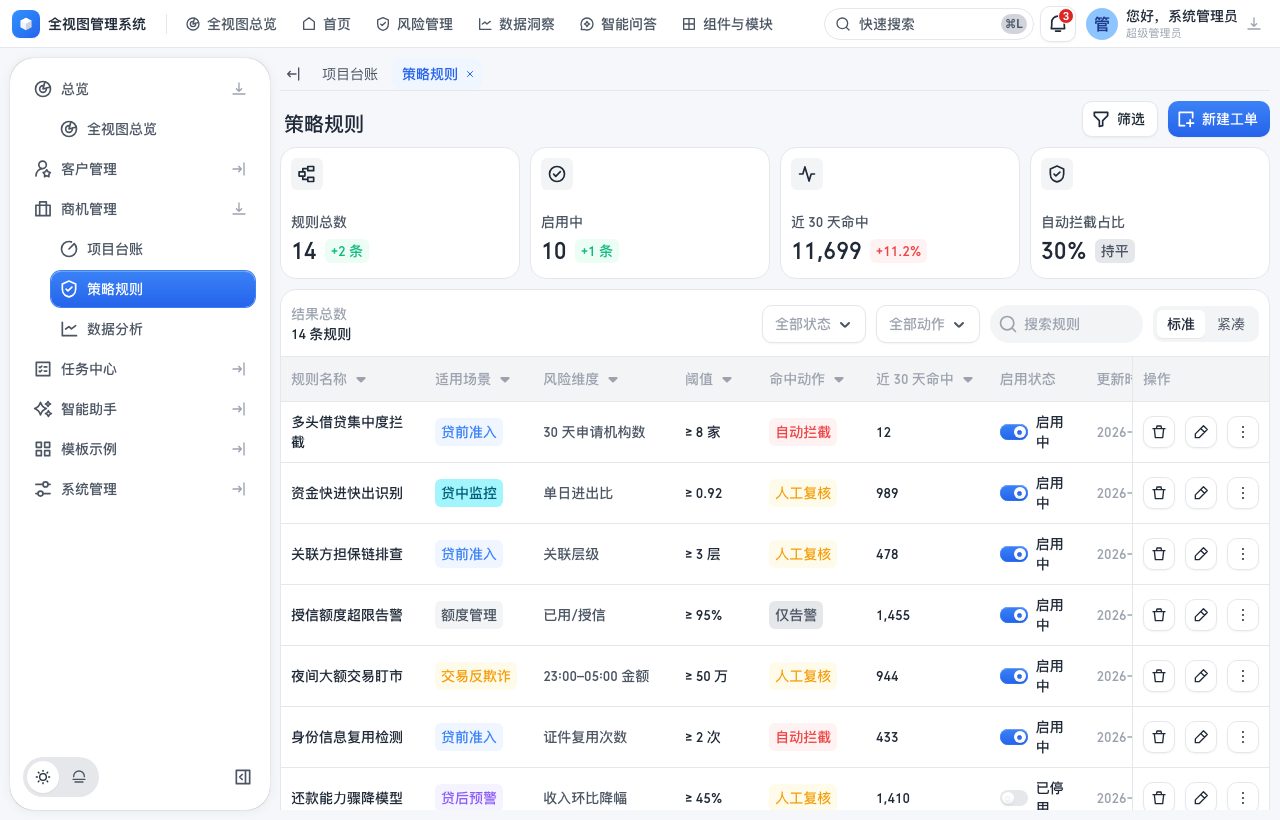 全视图管理系统
全视图总览
首页
风险管理
数据洞察
智能问答
组件与模块
快速搜索
⌘L
3
管
您好，系统管理员
超级管理员
总览
全视图总览
客户管理
商机管理
项目台账
策略规则
数据分析
任务中心
智能助手
模板示例
系统管理
项目台账
策略规则 ×
策略规则
筛选
新建工单
规则总数
14 +2 条
启用中
10 +1 条
近 30 天命中
11,699 +11.2%
自动拦截占比
30% 持平
结果总数
14 条规则
全部状态
全部动作
搜索规则
标准
紧凑
规则名称 适用场景 风险维度 阈值 命中动作 近 30 天命中 启用状态 更新时 操作
多头借贷集中度拦截 贷前准入 30 天申请机构数 ≥ 8 家 自动拦截 12 启用中 2026-
资金快进快出识别 贷中监控 单日进出比 ≥ 0.92 人工复核 989 启用中 2026-
关联方担保链排查 贷前准入 关联层级 ≥ 3 层 人工复核 478 启用中 2026-
授信额度超限告警 额度管理 已用/授信 ≥ 95% 仅告警 1,455 启用中 2026-
夜间大额交易盯市 交易反欺诈 23:00–05:00 金额 ≥ 50 万 人工复核 944 启用中 2026-
身份信息复用检测 贷前准入 证件复用次数 ≥ 2 次 自动拦截 433 启用中 2026-
还款能力骤降模型 贷后预警 收入环比降幅 ≥ 45% 人工复核 1,410 已停用 2026-